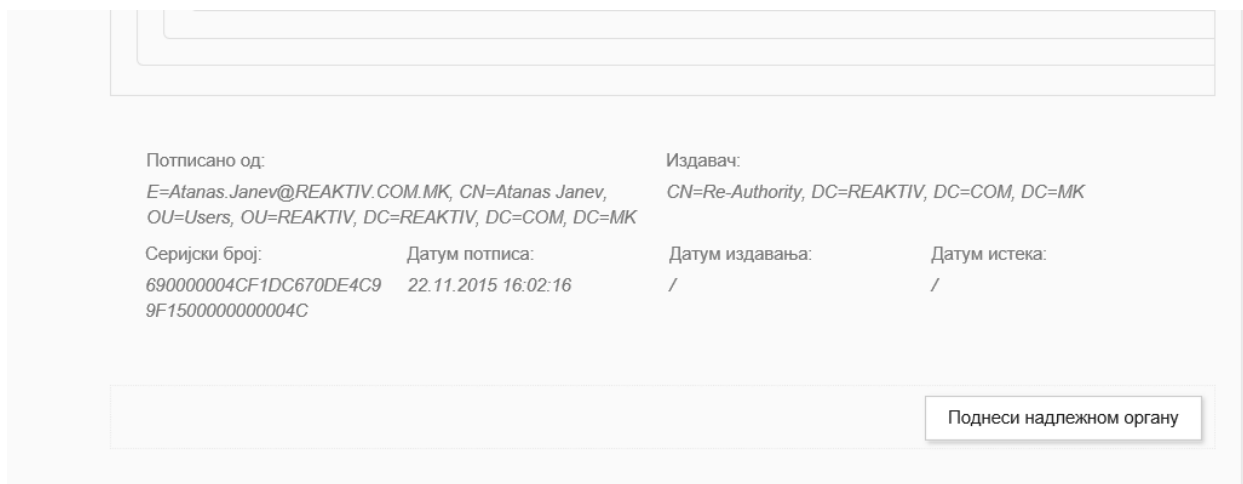 Потписано од:
E=Atanas.Janev@REAKTIV.COM.MK, CN=Atanas Janev,
OU=Users, OU=REAKTIV, DC=REAKTIV, DC=COM, DC=MK
Издавач:
CN=Re-Authority, DC=REAKTIV, DC=COM, DC=MK
Серијски број:
690000004CF1DC670DE4C9
9F1500000000004C
Датум потписа:
22.11.2015 16:02:16
Датум издавања:
/
Датум истека:
/
Поднеси надлежном органу